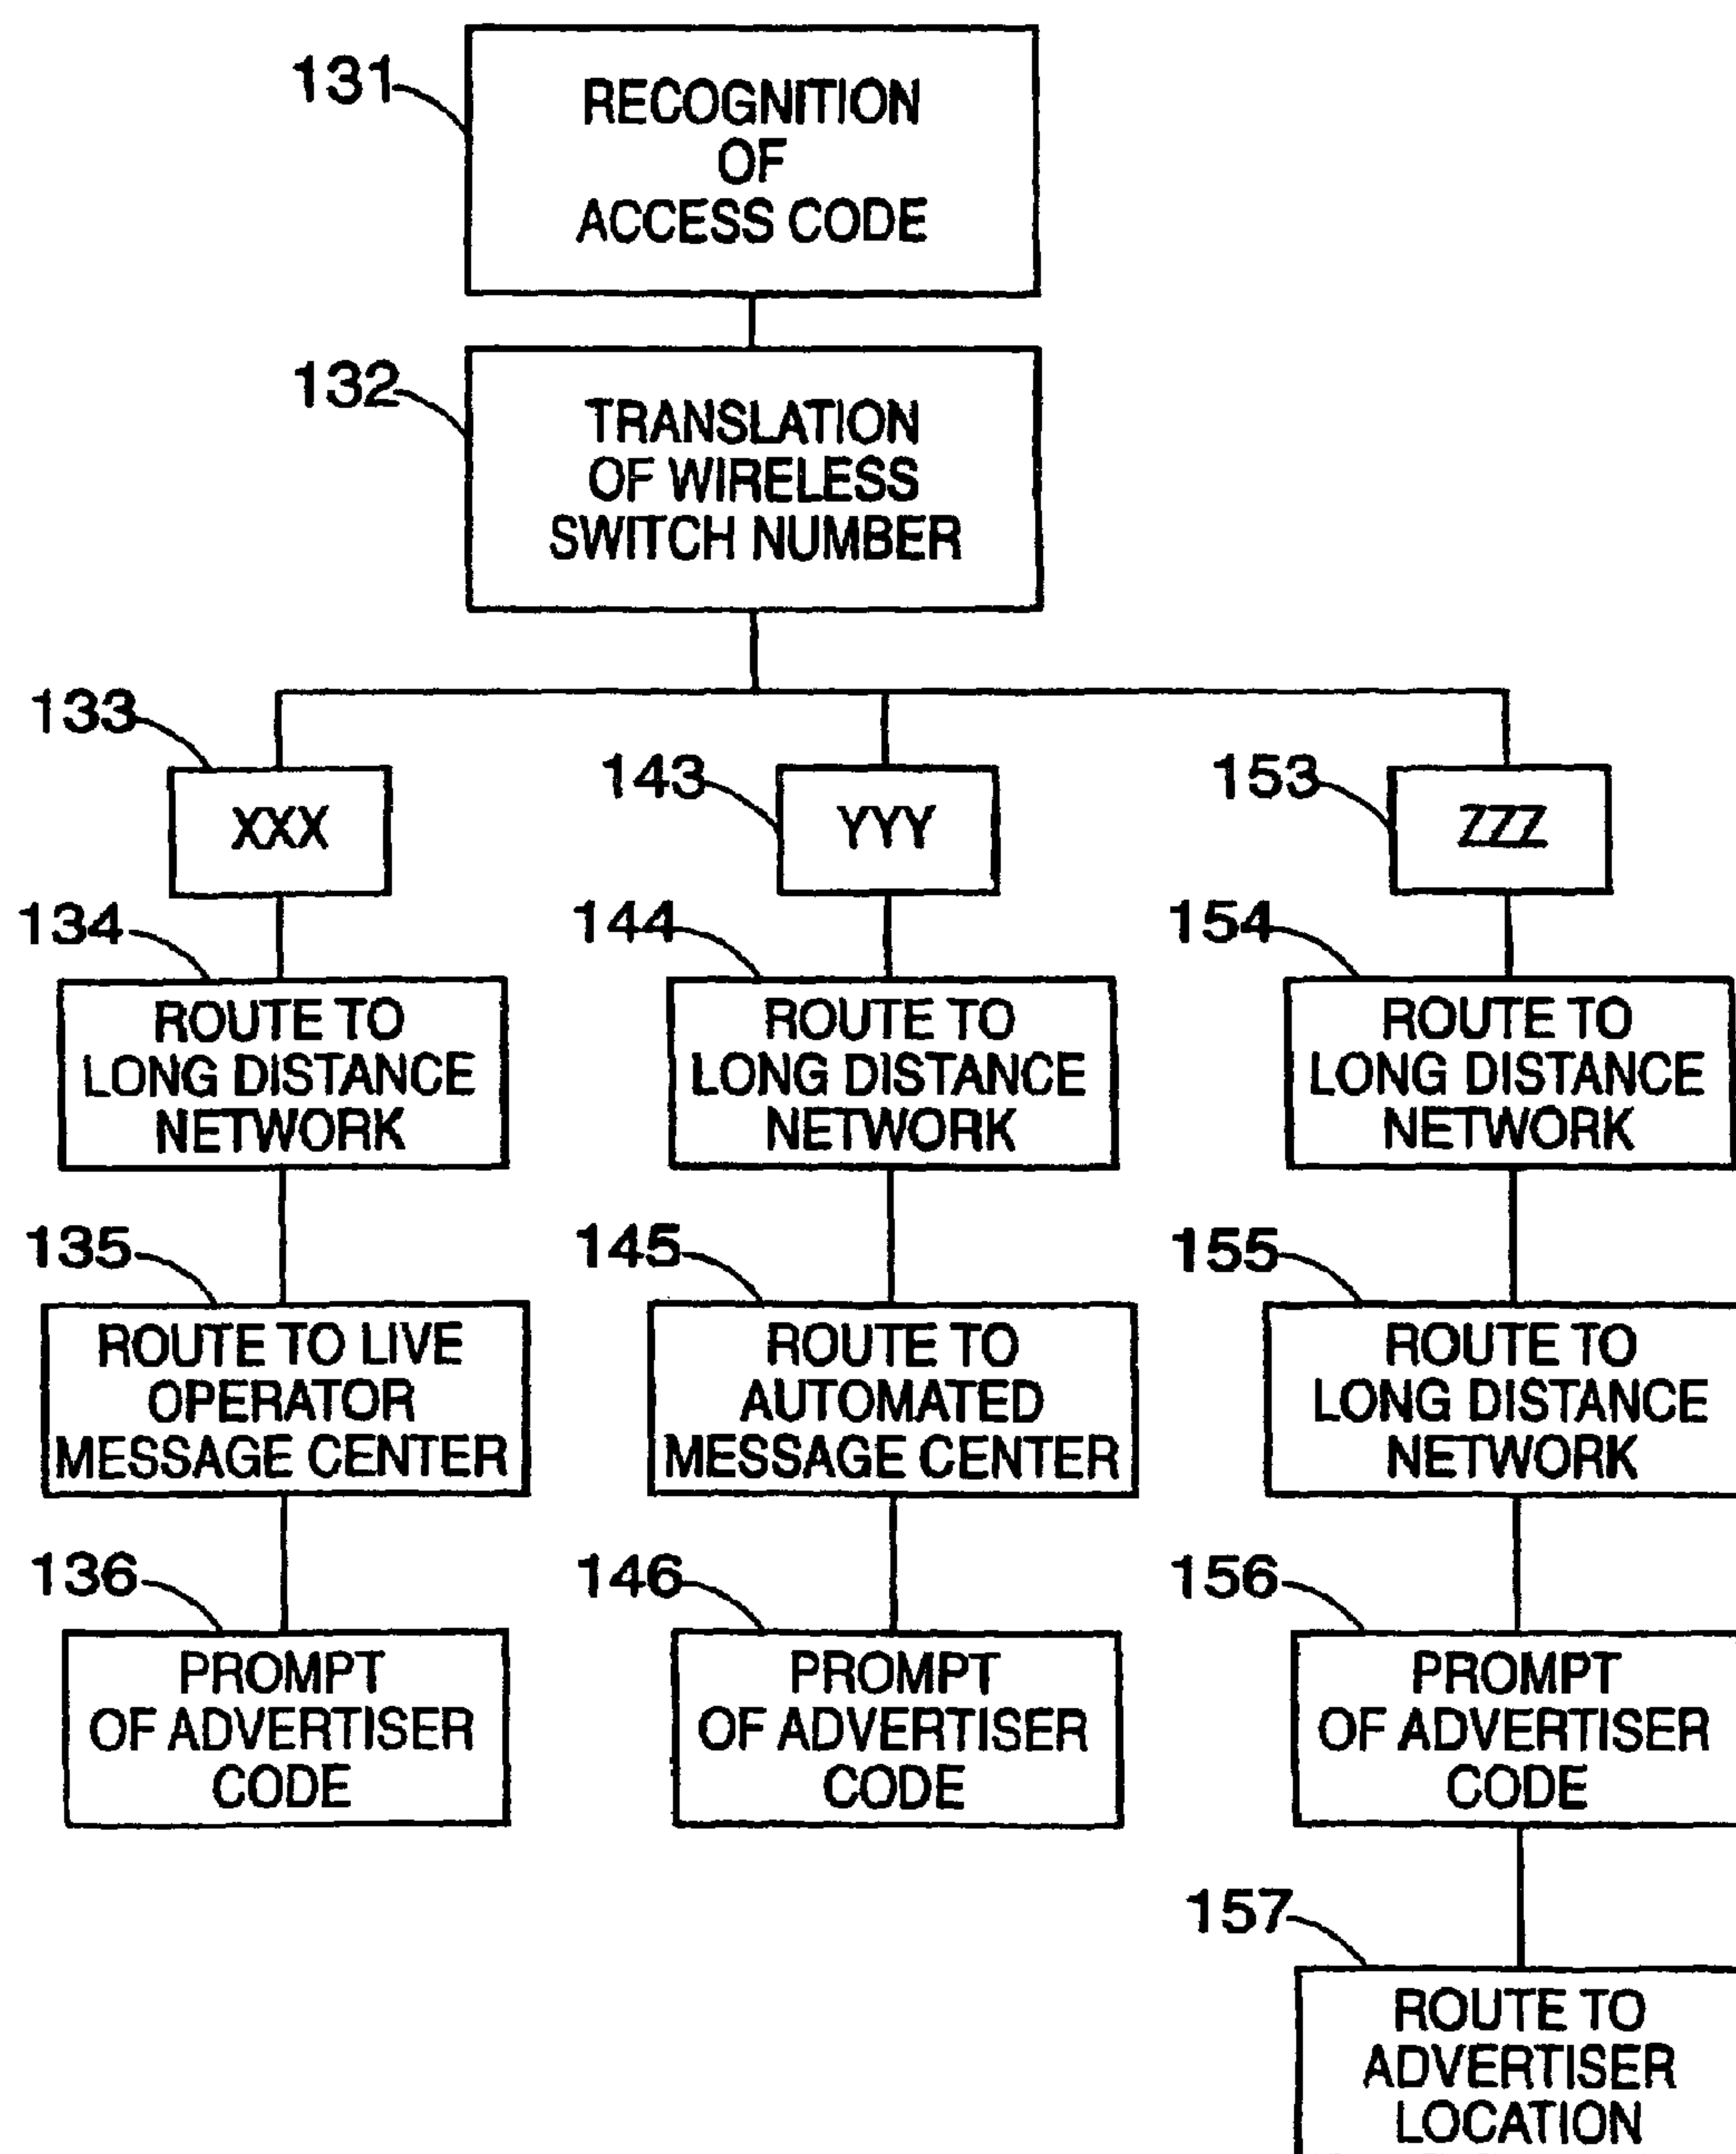 131
RECOGNITION
OF
ACCESS CODE
132
TRANSLATION
OF WIRELESS
SWITCH NUMBER
133
XXX
143
YYY
153
ZZZ
134
ROUTE TO
LONG DISTANCE
NETWORK
144
ROUTE TO
LONG DISTANCE
NETWORK
154
ROUTE TO
LONG DISTANCE
NETWORK
135
ROUTE TO LIVE
OPERATOR
MESSAGE CENTER
145
ROUTE TO
AUTOMATED
MESSAGE CENTER
155
ROUTE TO
LONG DISTANCE
NETWORK
136
PROMPT
OF ADVERTISER
CODE
146
PROMPT
OF ADVERTISER
CODE
156
PROMPT
OF ADVERTISER
CODE
157
ROUTE TO
ADVERTISER
LOCATION